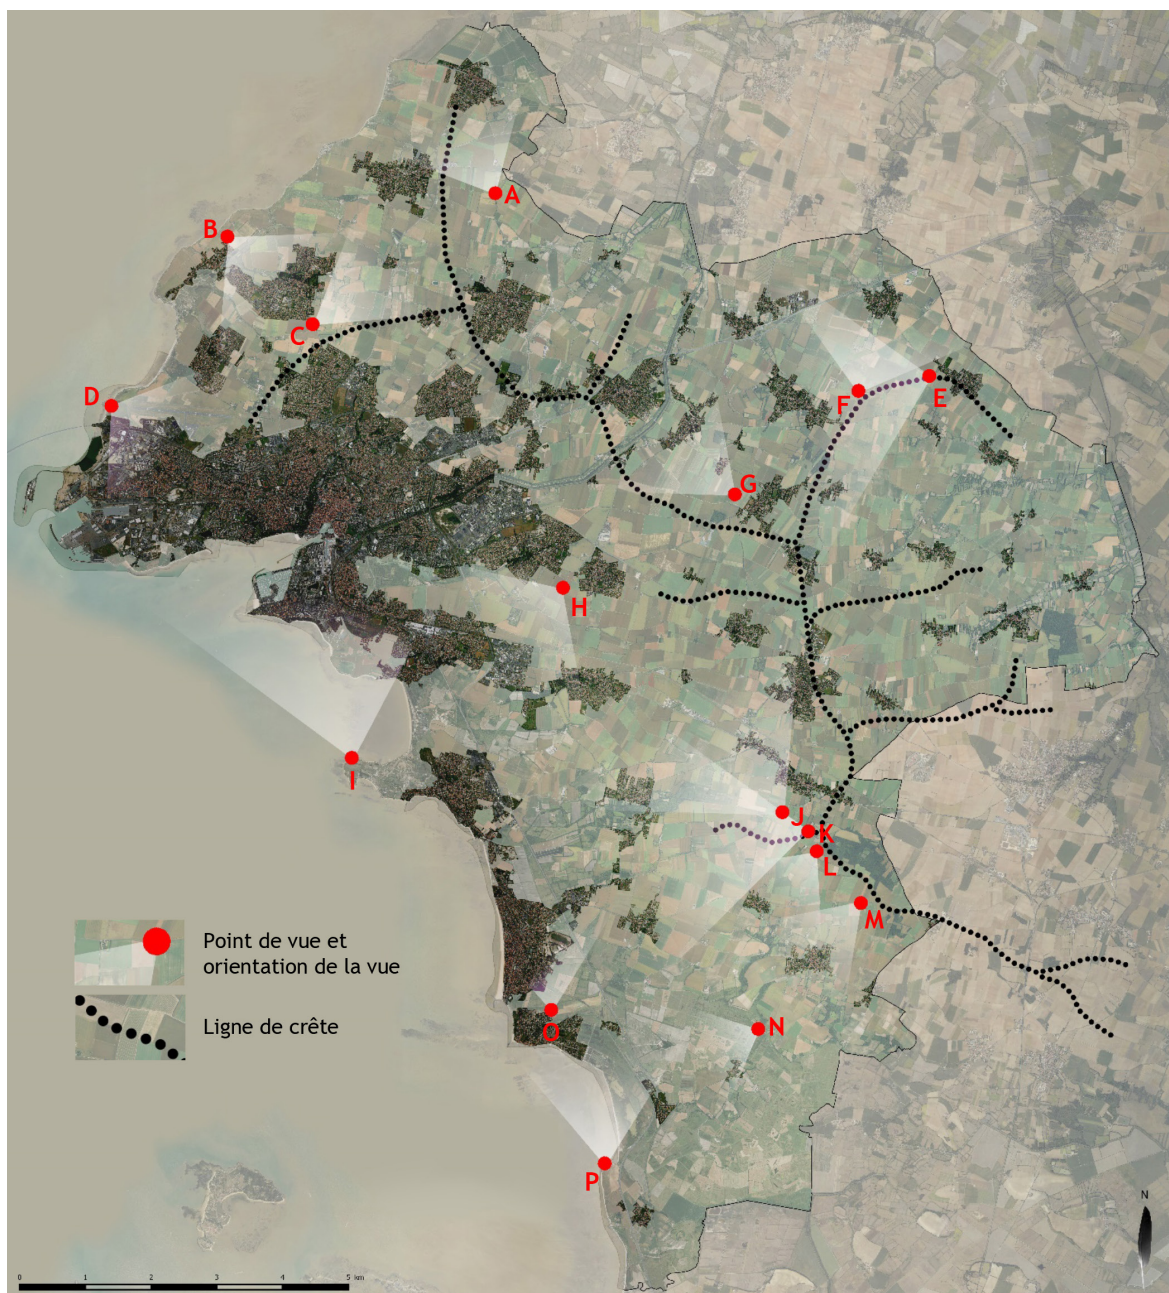 A
B
C
D
E
F
G
H
I
J
K
L
M
Point de vue et
orientation de la vue
Ligne de crête
O
N
P
N
0 1 2 3 4 5 km